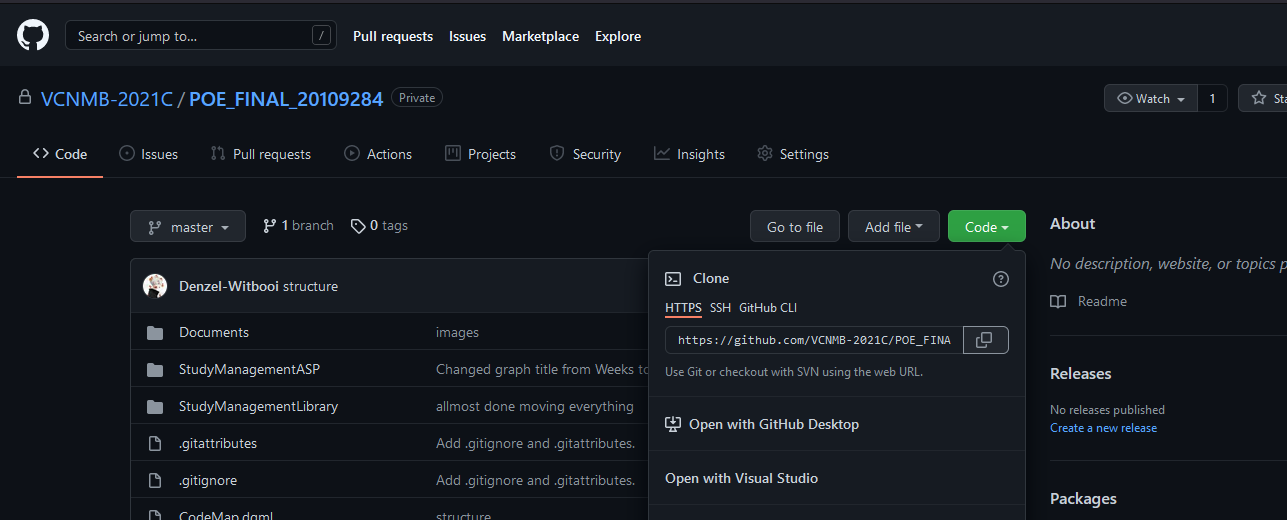 Search or jump to... /
Pull requests Issues Marketplace Explore
VCNMB-2021C / POE_FINAL_20109284 Private
Watch 1 Sta
Code Issues Pull requests Actions Projects Security Insights Settings
master 1 branch 0 tags Go to file Add file Code
About
No description, website, or topics p
Readme
Denzel-Witbooi structure
Documents images
StudyManagementASP Changed graph title from Weeks to
StudyManagementLibrary allmost done moving everything
.gitattributes Add .gitignore and .gitattributes.
.gitignore Add .gitignore and .gitattributes.
CodeMap.dgml structure
Clone
HTTPS SSH GitHub CLI
https://github.com/VCNMB-2021C/POE_FINA
Use Git or checkout with SVN using the web URL.
Open with GitHub Desktop
Open with Visual Studio
Releases
No releases published
Create a new release
Packages